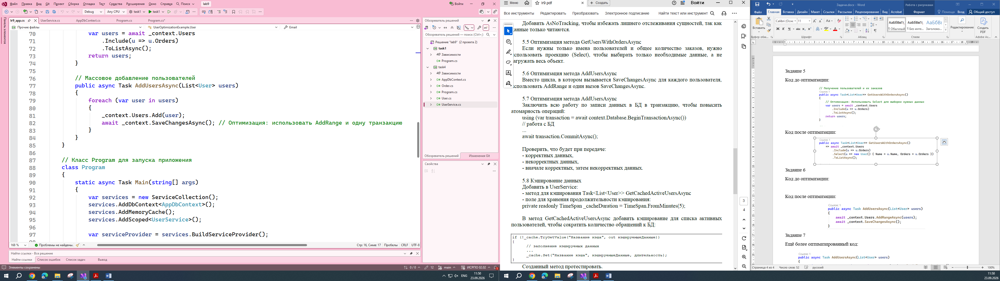 Файл Правка Вид Git Проект Сборка Отладка Тест Средства Расширения Окно Справка Поиск lab9 Войти
Debug Any CPU task1 task1
Панель элементов
lr9_app.cs UserService.cs AppDbContext.cs Program.cs Program.cs*
Прочие файлы UserOptimizationExample.User Email
70 var users = await _context.Users
71 .Include(u => u.Orders)
72 .ToListAsync();
73 return users;
74 }
75
76 // Массовое добавление пользователей
77 public async Task AddUsersAsync(List<User> users)
78 {
79 foreach (var user in users)
80 {
81 _context.Users.Add(user);
82 await _context.SaveChangesAsync(); // Оптимизация: использовать AddRange и одну транзакцию
83 }
84 }
85 }
86
87 // Класс Program для запуска приложения
88 class Program
89 {
90 static async Task Main(string[] args)
91 {
92 var services = new ServiceCollection();
93 services.AddDbContext<AppDbContext>();
94 services.AddMemoryCache();
95 services.AddScoped<UserService>();
96
97 var serviceProvider = services.BuildServiceProvider();
168 % Проблемы не найдены. Стр: 16, Симв: 17 Пробелы CRLF UTF-8
Найти ссылки - Все решение
Найти ссылки Список ошибок Список задач Вывод
Элементы сохранены 0 / 0 12 main ИСРПО 02.02 1
Обозреватель решений
Обозреватель решений — поиск (Ctrl+;)
Решение "lab9" (2 проекта 2)
task1
Зависимости
C# Program.cs
task4
Зависимости
C# AppDbContext.cs
C# Order.cs
C# Program.cs
C# User.cs
C# UserService.cs
Обозреватель решений Изменения Git
Свойства
ENG 11:50
23.09.2026
Меню lr9.pdf Создать Войти
Все инструменты Редактировать Преобразовать Электронное подписание Найти текст или инструмент
Добавить AsNoTracking, чтобы избежать лишнего отслеживания сущностей, так как
данные только читаются.
5.5 Оптимизация метода GetUsersWithOrdersAsync
Если нужны только имена пользователей и общее количество заказов, нужно
использовать проекцию (Select), чтобы выбирать только необходимые данные, а не
загружать весь объект.
5.6 Оптимизация метода AddUsersAsync
Вместо цикла, в котором вызывается SaveChangesAsync для каждого пользователя,
использовать AddRange и один вызов SaveChangesAsync.
5.7 Оптимизация метода AddUsersAsync
Заключить всю работу по записи данных в БД в транзакцию, чтобы повысить
атомарность операций:
using (var transaction = await context.Database.BeginTransactionAsync())
// работа с БД
...
await transaction.CommitAsync();
Проверить, что будет при передаче:
- корректных данных,
- некорректных данных,
- вначале корректных, затем некорректных данных.
5.8 Кэширование данных
Добавить в UserService:
- метод для кэширования Task<List<User>> GetCachedActiveUsersAsync
- поле для хранения продолжительности кэширования:
private readonly TimeSpan _cacheDuration = TimeSpan.FromMinutes(5);
В метод GetCachedActiveUsersAsync добавить кэширование для списка активных
пользователей, чтобы сократить количество обращений к БД:
if (!_cache.TryGetValue("Название кэша", out кэшируемыеДанные))
{
// заполнение кэшируемых данных
...
_cache.Set("Название кэша", кэшируемыеДанные, длительность);
}
Созданный метод протестировать.
3
4
ENG 11:50
23.09.2026
Задачи.docx - Word Работа с рисунками
Файл Главная Вставка Дизайн Макет Ссылки Рассылки Рецензирование Вид Acrobat Формат Помощн Вход Общий доступ
Вставить Calibri (Осно 11 Редактирование Создать PDF
Ж К Ч abc
АаБбВвГг, АаБбВвГг, АаБбВвГ
¶ Обычный ¶ Без инте... Заголово...
Буфер обм... Шрифт Абзац Стили Adobe Ac...
Задание 5
Код до оптимизации:
// Получение пользователей и их заказов
Ссылок: 1
public async Task<List<User>> GetUsersWithOrdersAsync()
{
// Оптимизация: Использовать Select для выборки нужных данных
var users = await _context.Users
.Include(u => u.Orders)
.ToListAsync();
return users;
}
Код после оптимизации:
Ссылок: 1
public async Task<List<User>> GetUsersWithOrdersAsync()
=> await _context.Users
.Include(u => u.Orders)
.Select(u => new User() { Name = u.Name, Orders = u.Orders })
.ToListAsync();
Задание 6
Код до оптимизации:
Код после оптимизации:
Ссылок: 1
public async Task AddUsersAsync(List<User> users)
{
await _context.Users.AddRangeAsync(users);
await _context.SaveChangesAsync();
}
Задание 7
Ещё более оптимизированный код:
Ссылок: 1
public async Task AddUsersAsync(List<User> users)
{
Страница 4 из 4 Число слов: 52 русский 100%
11:50
23.09.2026